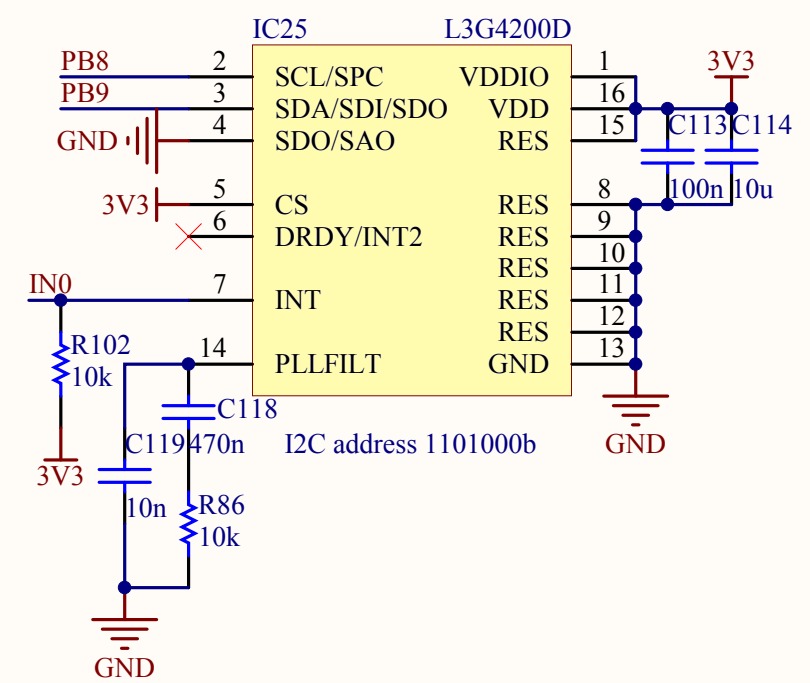 IC25 L3G4200D
PB8 2 SCL/SPC VDDIO 1 3V3
PB9 3 SDA/SDI/SDO VDD 16
GND 4 SDO/SAO RES 15 C113 C114
3V3 5 CS RES 8 100n 10u
6 DRDY/INT2 RES 9
RES 10
IN0 7 INT RES 11
RES 12
R102 14 PLLFILT GND 13
10k
C118
C119 470n I2C address 1101000b GND
3V3
10n R86
10k
GND